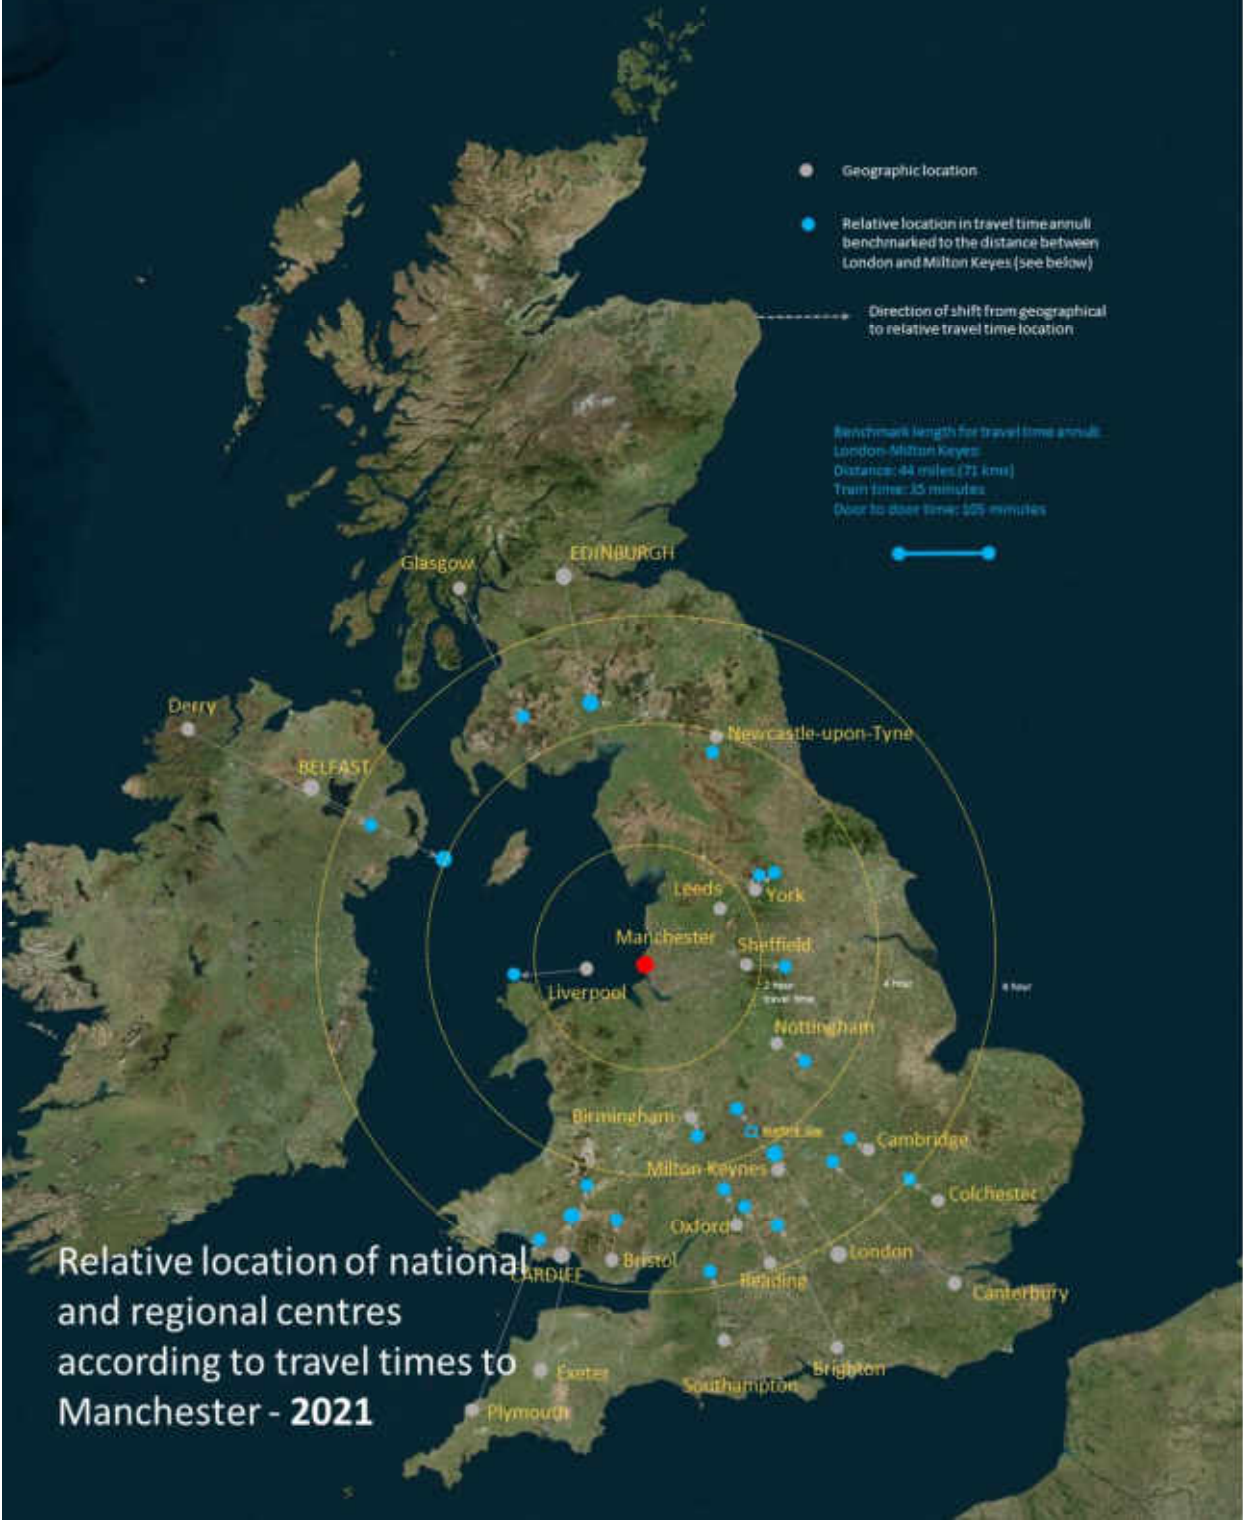 Geographic location
Relative location in travel time annuli
benchmarked to the distance between
London and Milton Keyes (see below)
Direction of shift from geographical
to relative travel time location
Benchmark length for travel time annuli
London-Milton Keyes:
Distance: 44 miles (71 kms)
Train time: 35 minutes
Door to door time: 105 minutes
EDINBURGH
Glasgow
Derry
Newcastle-upon-Tyne
BELFAST
Leeds
York
Manchester
Sheffield
Liverpool
2 hour
travel time
4 hour
6 hour
Nottingham
Birmingham
Cambridge
Milton Keynes
Colchester
Oxford
London
Bristol
CARDIFF
Reading
Canterbury
Exeter
Brighton
Southampton
Plymouth
Relative location of national
and regional centres
according to travel times to
Manchester - 2021